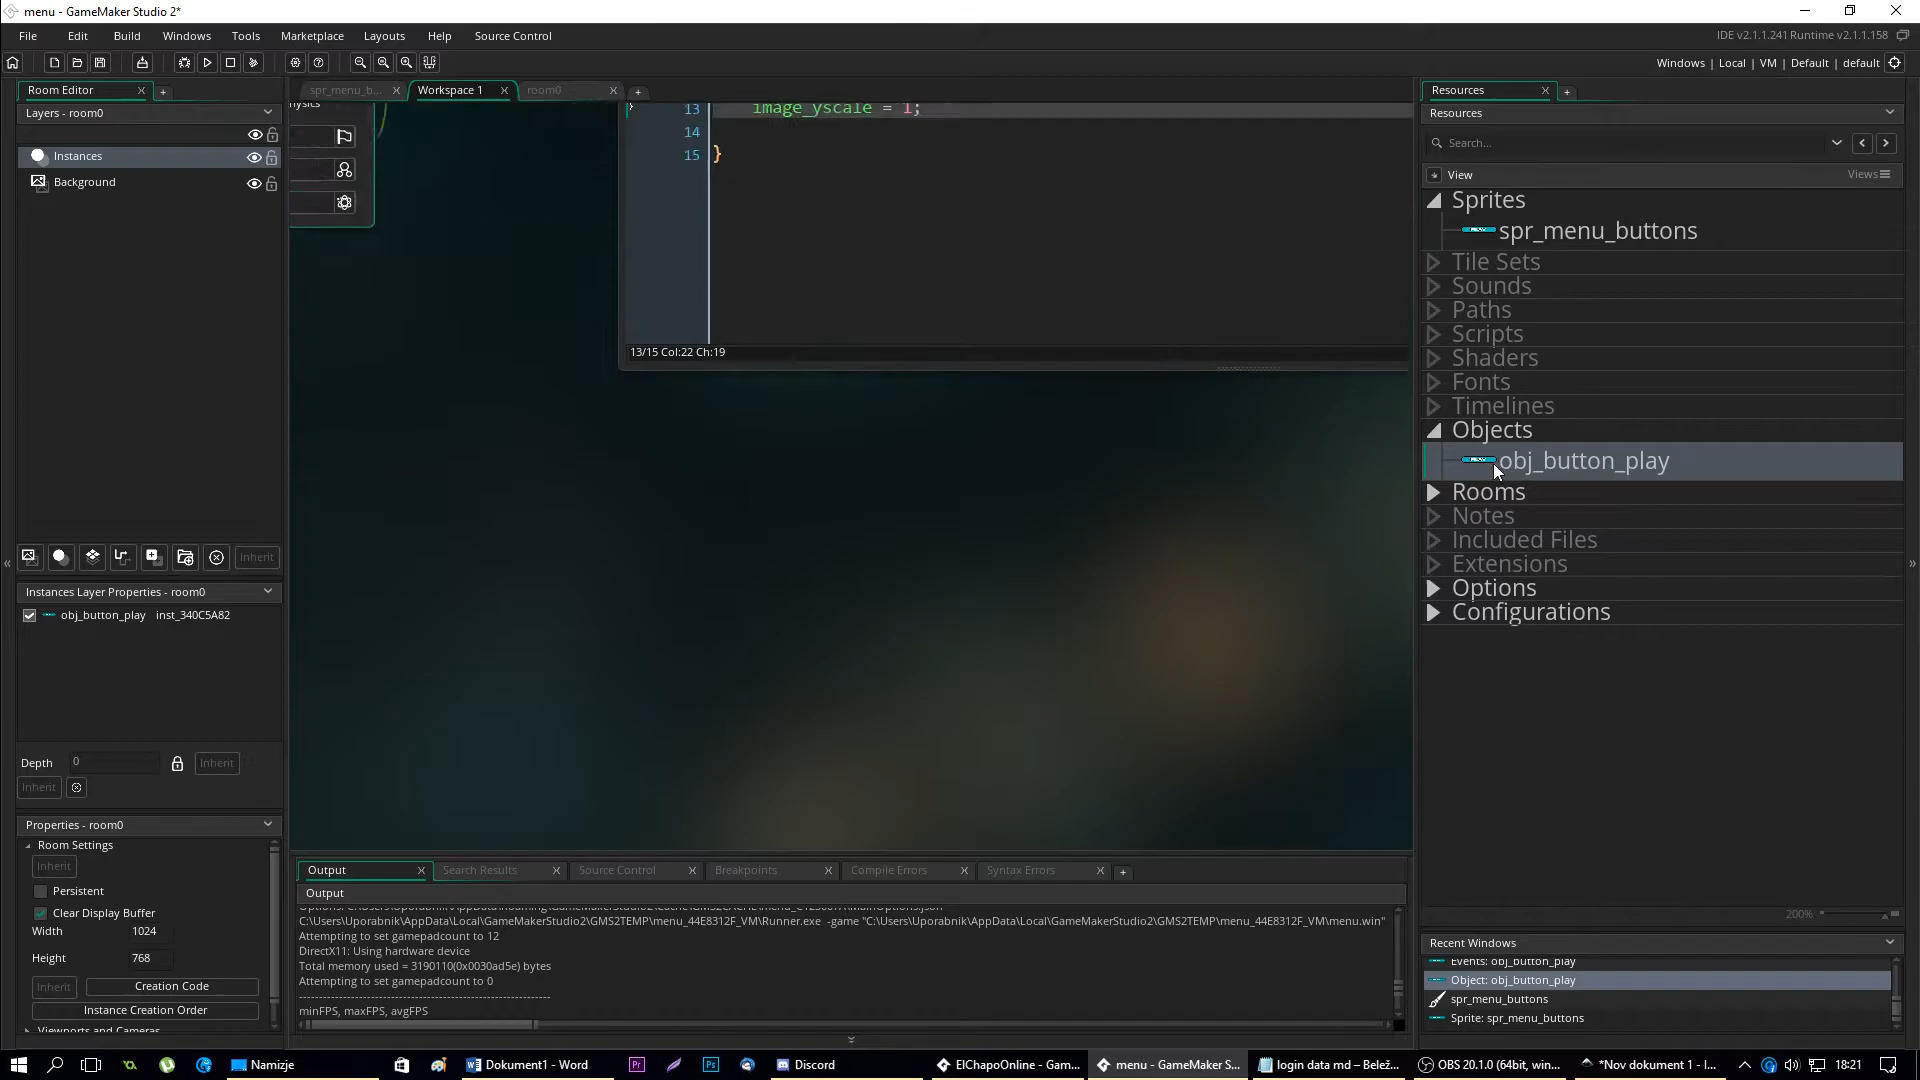 menu - GameMaker Studio 2*
File Edit Build Windows Tools Marketplace Layouts Help Source Control
IDE v2.1.1.241 Runtime v2.1.1.158
Windows | Local | VM | Default | default
Room Editor
Layers - room0
Instances
Background
Inherit
Instances Layer Properties - room0
obj_button_play inst_340C5A82
Depth 0 Inherit
Inherit
Properties - room0
Room Settings
Inherit
Persistent
Clear Display Buffer
Width 1024
Height 768
Inherit Creation Code
Instance Creation Order
Viewports and Cameras
spr_menu_b... Workspace 1 room0
13 image_yscale = 1;
14
15 }
13/15 Col:22 Ch:19
Output Search Results Source Control Breakpoints Compile Errors Syntax Errors
Output
C:\Users\Uporabnik/AppData\Local\GameMakerStudio2\GMS2TEMP\menu_44E8312F_VM\Runner.exe -game "C:\Users\Uporabnik/AppData\Local\GameMakerStudio2\GMS2TEMP\menu_44E8312F_VM\menu.win"
Attempting to set gamepadcount to 12
DirectX11: Using hardware device
Total memory used = 3190110(0x0030ad5e) bytes
Attempting to set gamepadcount to 0
minFPS, maxFPS, avgFPS
Resources
Resources
Search...
View Views
Sprites
spr_menu_buttons
Tile Sets
Sounds
Paths
Scripts
Shaders
Fonts
Timelines
Objects
obj_button_play
Rooms
Notes
Included Files
Extensions
Options
Configurations
200%
Recent Windows
Events: obj_button_play
Object: obj_button_play
spr_menu_buttons
Sprite: spr_menu_buttons
Namizje Dokument1 - Word Pr Ps Discord ElChapoOnline - Gam... menu - GameMaker S... login data md – Belež... OBS 20.1.0 (64bit, win... *Nov dokument 1 - I... 18:21